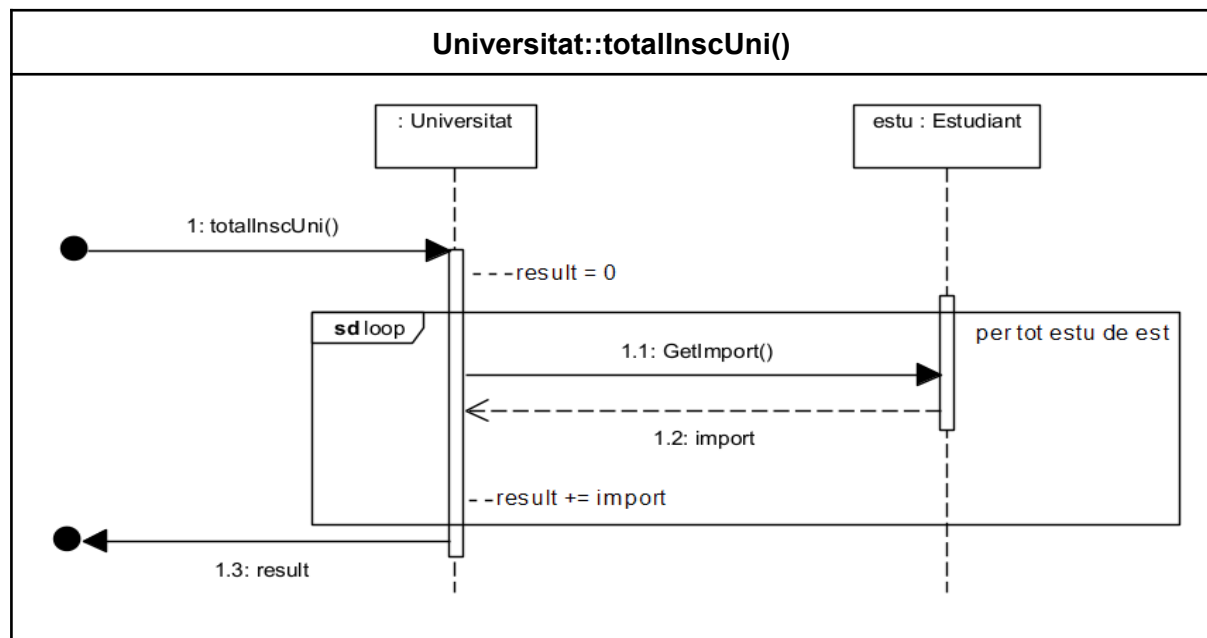 Universitat::totalInscUni()
: Universitat
estu : Estudiant
1: totalInscUni()
---result = 0
sd loop
per tot estu de est
1.1: GetImport()
1.2: import
--result += import
1.3: result